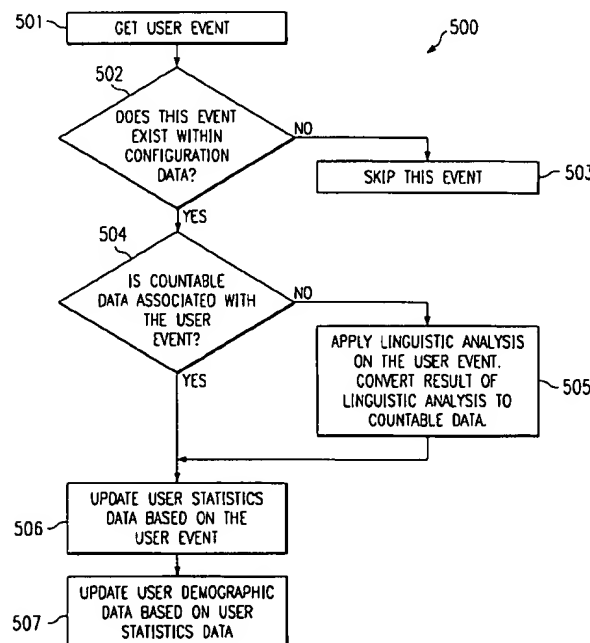 501
GET USER EVENT
500
502
DOES THIS EVENT
EXIST WITHIN
CONFIGURATION
DATA?
NO
SKIP THIS EVENT
503
YES
504
IS COUNTABLE
DATA ASSOCIATED WITH
THE USER
EVENT?
NO
YES
APPLY LINGUISTIC ANALYSIS
ON THE USER EVENT.
CONVERT RESULT OF
LINGUISTIC ANALYSIS TO
COUNTABLE DATA.
505
506
UPDATE USER STATISTICS
DATA BASED ON THE
USER EVENT
507
UPDATE USER DEMOGRAPHIC
DATA BASED ON USER
STATISTICS DATA